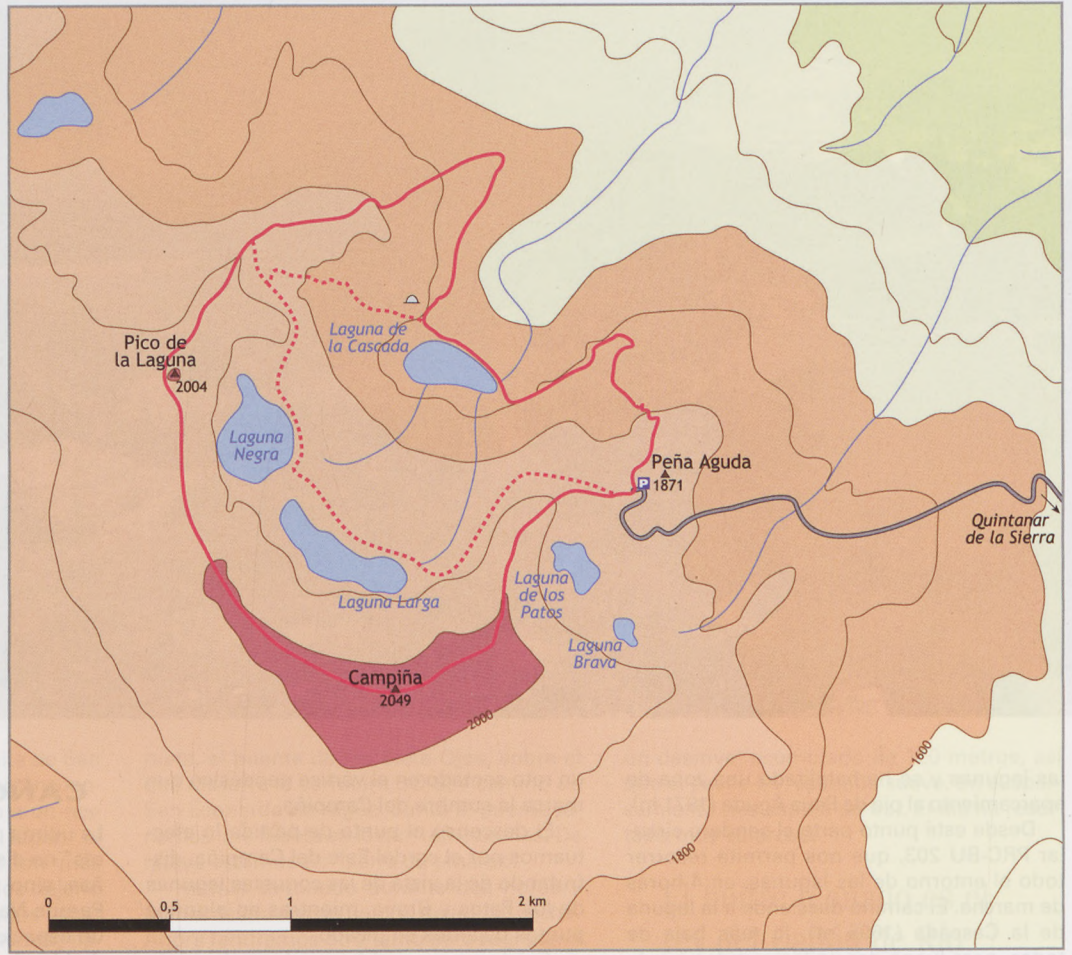 Pico de
la Laguna
2004
Laguna de
la Cascada
Laguna
Negra
Peña Aguda
P
1871
Quintanar
de la Sierra
Laguna
de los
Patos
Laguna Larga
Laguna
Brava
Campiña
2049
2000
1600
1800
0
0,5
1
2 km